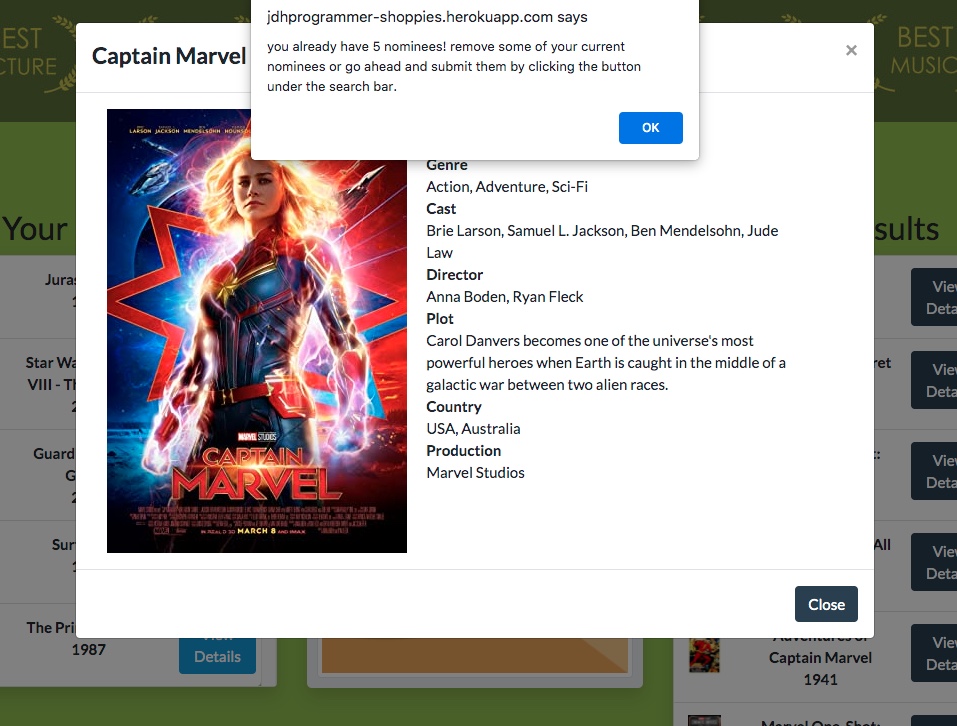 jdhprogrammer-shoppies.herokuapp.com says
you already have 5 nominees! remove some of your current
nominees or go ahead and submit them by clicking the button
under the search bar.
OK
EST
CTURE
BEST
MUSIC
Captain Marvel
×
LARSON JACKSON MENDELSOHN
MARVEL STUDIOS
CAPTAIN
MARVEL
IN REAL D 3D MARCH 8 AND IMAX
Genre
Action, Adventure, Sci-Fi
Cast
Brie Larson, Samuel L. Jackson, Ben Mendelsohn, Jude
Law
Director
Anna Boden, Ryan Fleck
Plot
Carol Danvers becomes one of the universe's most
powerful heroes when Earth is caught in the middle of a
galactic war between two alien races.
Country
USA, Australia
Production
Marvel Studios
Close
Your
Juras
1
Star Wa
VIII - Th
2
Guard
G
2
Sur
1
The Pri
1987
View
Details
sults
Vie
Deta
ret
Vie
Deta
:
Vie
Deta
All
Vie
Deta
Adventures of
Captain Marvel
1941
Vie
Deta
Marvel One-Shot: